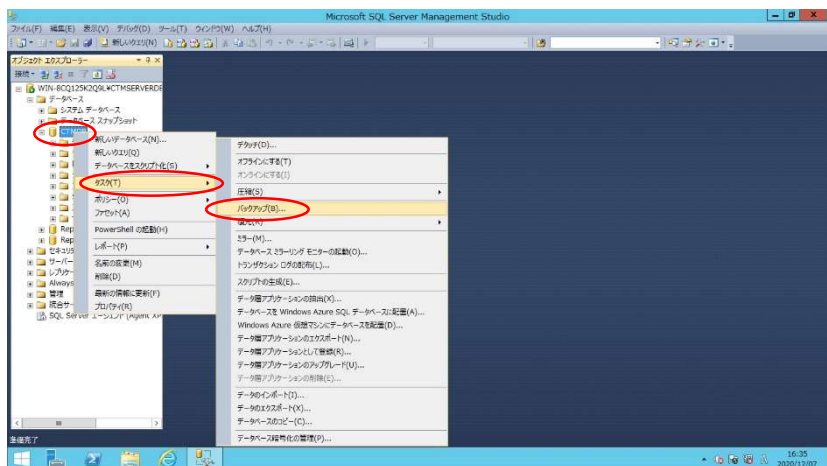 Microsoft SQL Server Management Studio
ファイル(F) 編集(E) 表示(V) デバッグ(D) ツール(T) ウィンドウ(W) ヘルプ(H)
新しいクエリ(N)
オブジェクト エクスプローラー
接続
WIN-8CQ125K2Q9L¥CTMSERVERDE
データベース
システム データベース
データベース スナップショット
新しいデータベース(N)...
新しいクエリ(Q)
データベースをスクリプト化(S)
タスク(T)
ポリシー(O)
ファセット(A)
PowerShell の起動(H)
レポート(P)
名前の変更(M)
削除(D)
最新の情報に更新(F)
プロパティ(R)
デタッチ(D)...
オフラインにする(T)
オンラインにする(I)
圧縮(S)
バックアップ(B)...
復元(R)
ミラー(M)...
データベース ミラーリング モニターの起動(O)...
トランザクション ログの配布(L)...
スクリプトの生成(E)...
データ層アプリケーションの抽出(X)...
データベースを Windows Azure SQL データベースに配置(A)...
Windows Azure 仮想マシンにデータベースを配置(D)...
データ層アプリケーションのエクスポート(N)...
データ層アプリケーションとして登録(R)...
データ層アプリケーションのアップグレード(U)...
データ層アプリケーションの削除(E)...
データのインポート(I)...
データのエクスポート(X)...
データベースのコピー(C)...
データベース暗号化の管理(P)...
Rep
Rep
セキュリ
サーバー
レプリケー
Always
管理
統合サー
SQL Server エージェント (Agent XP
準備完了
16:35
2020/12/02